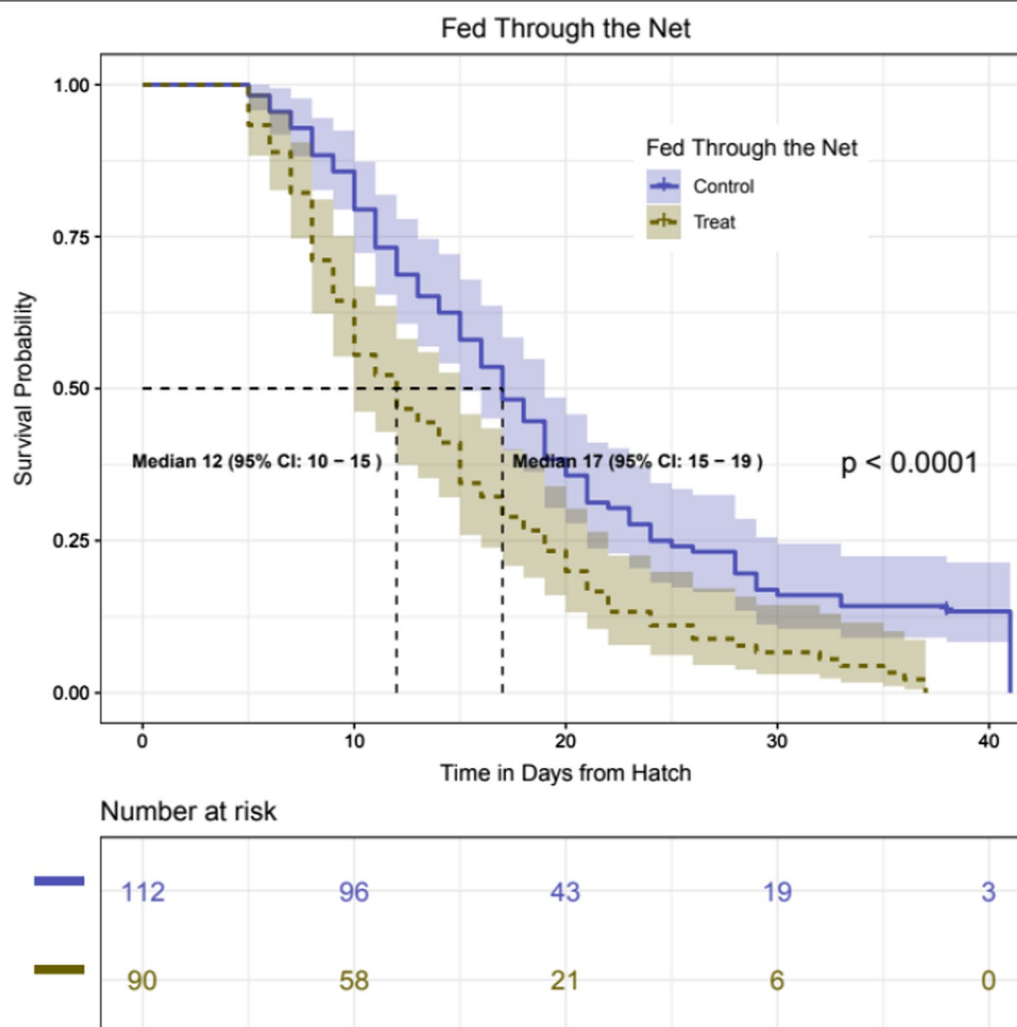 Fed Through the Net
1.00
Fed Through the Net
Control
Treat
0.75
Survival Probability
0.50
Median 12 (95% CI: 10 – 15 )
Median 17 (95% CI: 15 – 19 )
p < 0.0001
0.25
0.00
0 10 20 30 40
Time in Days from Hatch
Number at risk
112 96 43 19 3
90 58 21 6 0